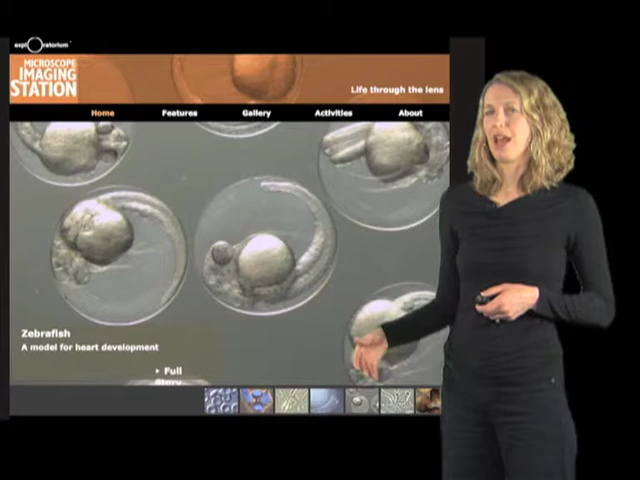 exploratorium
MICROSCOPE
IMAGING
STATION
Life through the lens
Home Features Gallery Activities About
Zebrafish
A model for heart development
Full
Story